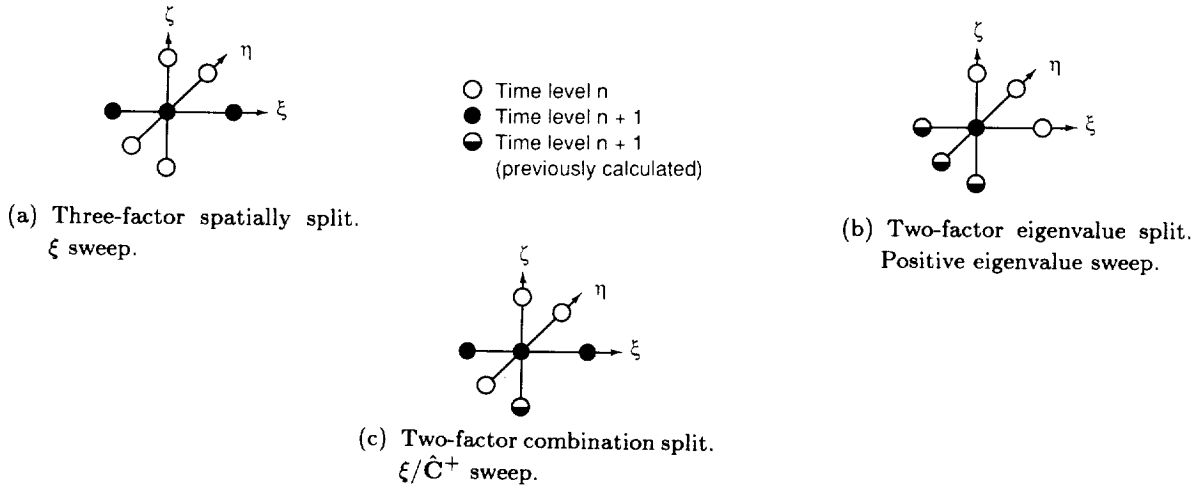 ζ
η
ξ
(a) Three-factor spatially split.
ξ sweep.
Time level n
Time level n + 1
Time level n + 1
(previously calculated)
ζ
η
ξ
(b) Two-factor eigenvalue split.
Positive eigenvalue sweep.
ζ
η
ξ
(c) Two-factor combination split.
ξ/Ĉ⁺ sweep.